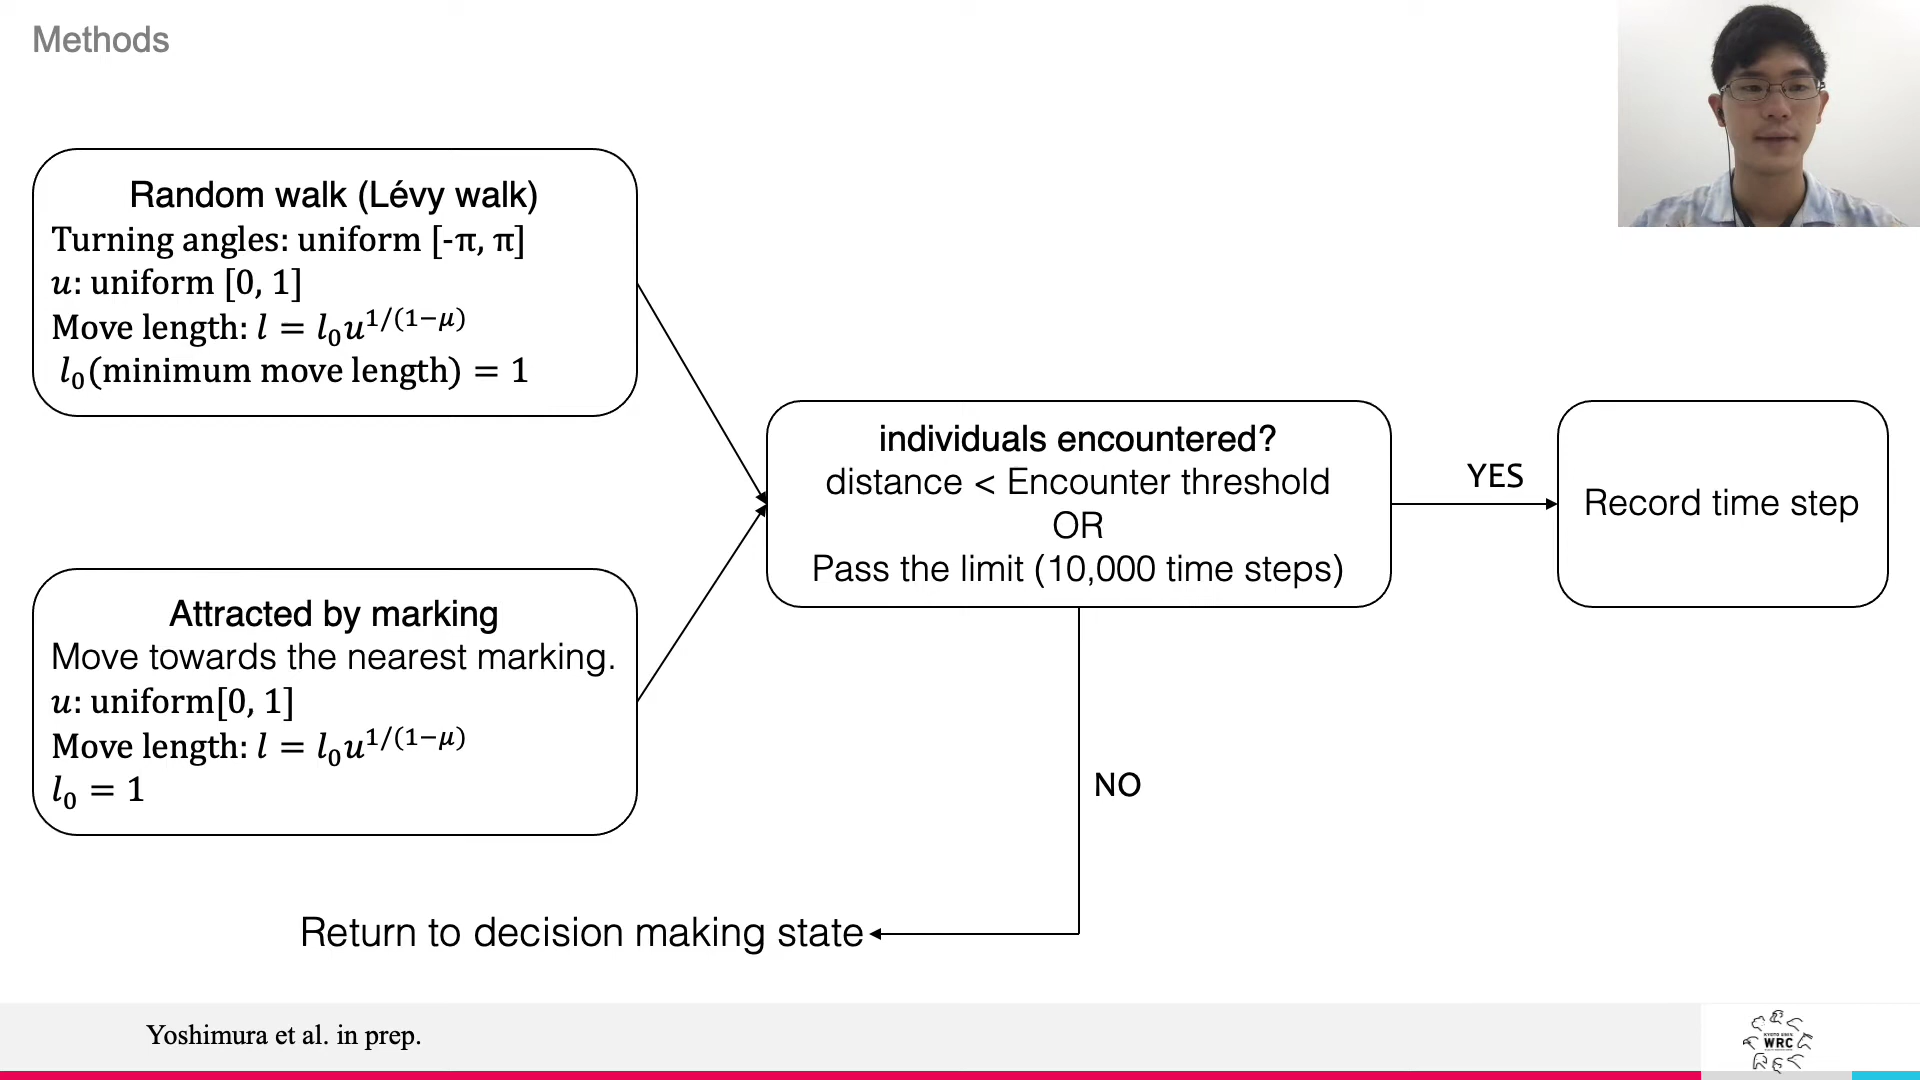 Methods
Random walk (Lévy walk)
Turning angles: uniform [-π, π]
u: uniform [0, 1]
Move length: l = l₀u^{1/(1−μ)}
l₀(minimum move length) = 1
Attracted by marking
Move towards the nearest marking.
u: uniform[0, 1]
Move length: l = l₀u^{1/(1−μ)}
l₀ = 1
individuals encountered?
distance < Encounter threshold
OR
Pass the limit (10,000 time steps)
YES
Record time step
NO
Return to decision making state
Yoshimura et al. in prep.
WRC